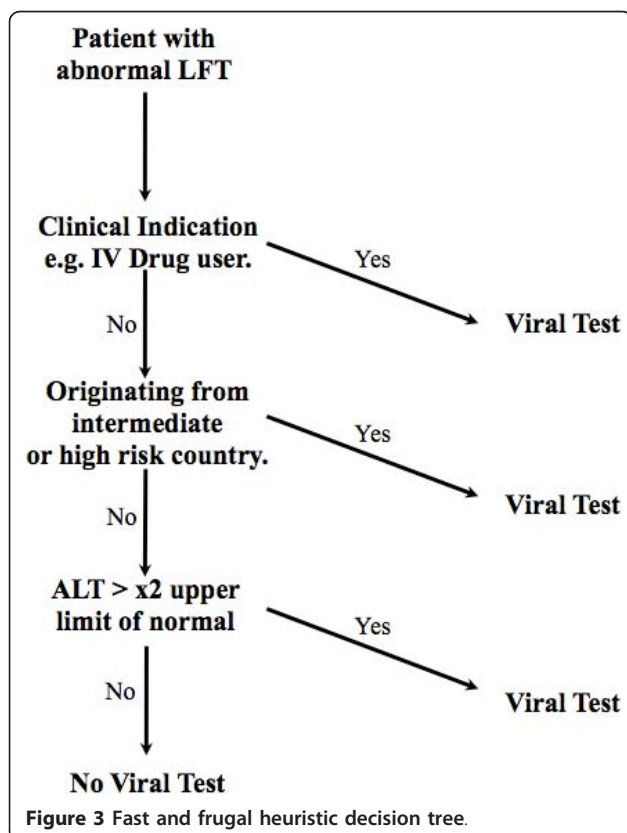 Patient with
abnormal LFT
Clinical Indication
e.g. IV Drug user.
Yes
Viral Test
No
Originating from
intermediate
or high risk country.
Yes
Viral Test
No
ALT > x2 upper
limit of normal
Yes
Viral Test
No
No Viral Test
Figure 3 Fast and frugal heuristic decision tree.